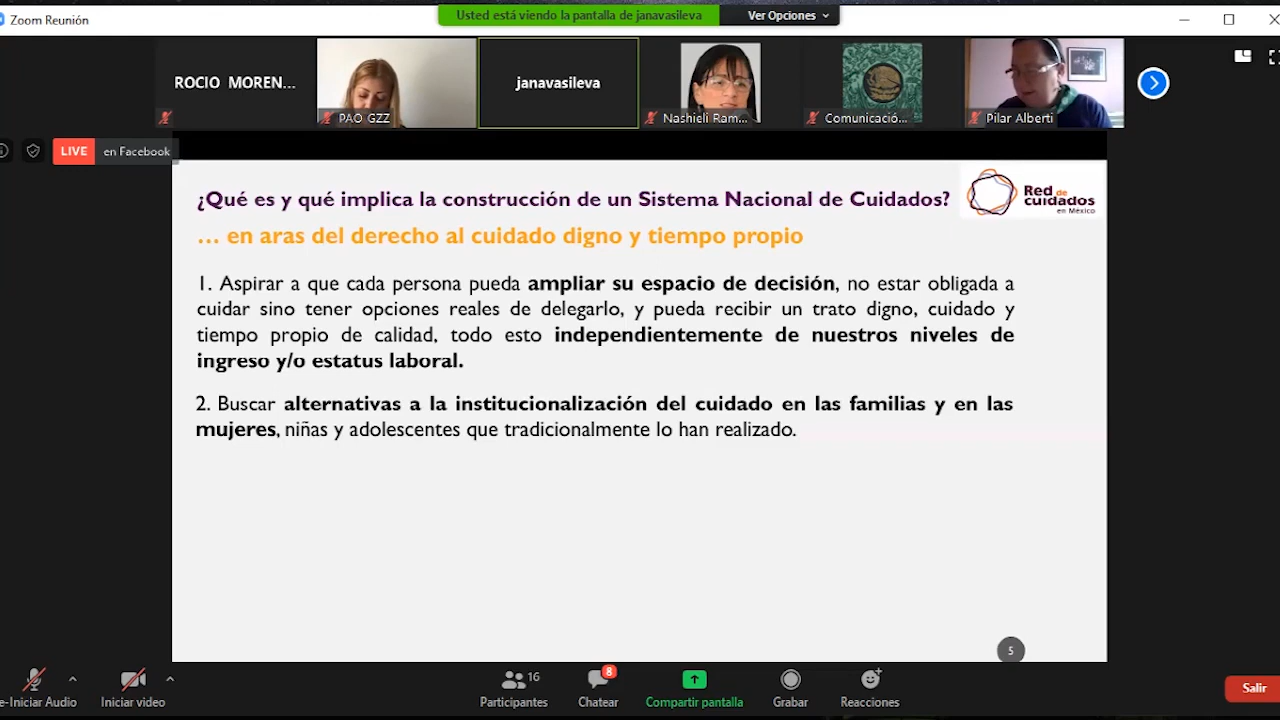 Zoom Reunión
Usted está viendo la pantalla de janavasileva
Ver Opciones
ROCIO MOREN...
PAO GZZ
janavasileva
Nashieli Ram...
Comunicació...
Pilar Alberti
LIVE
en Facebook
¿Qué es y qué implica la construcción de un Sistema Nacional de Cuidados?
... en aras del derecho al cuidado digno y tiempo propio
Red de
cuidados
en México
1. Aspirar a que cada persona pueda ampliar su espacio de decisión, no estar obligada a
cuidar sino tener opciones reales de delegarlo, y pueda recibir un trato digno, cuidado y
tiempo propio de calidad, todo esto independientemente de nuestros niveles de
ingreso y/o estatus laboral.
2. Buscar alternativas a la institucionalización del cuidado en las familias y en las
mujeres, niñas y adolescentes que tradicionalmente lo han realizado.
5
e-Iniciar Audio
Iniciar video
16
Participantes
8
Chatear
Compartir pantalla
Grabar
Reacciones
Salir